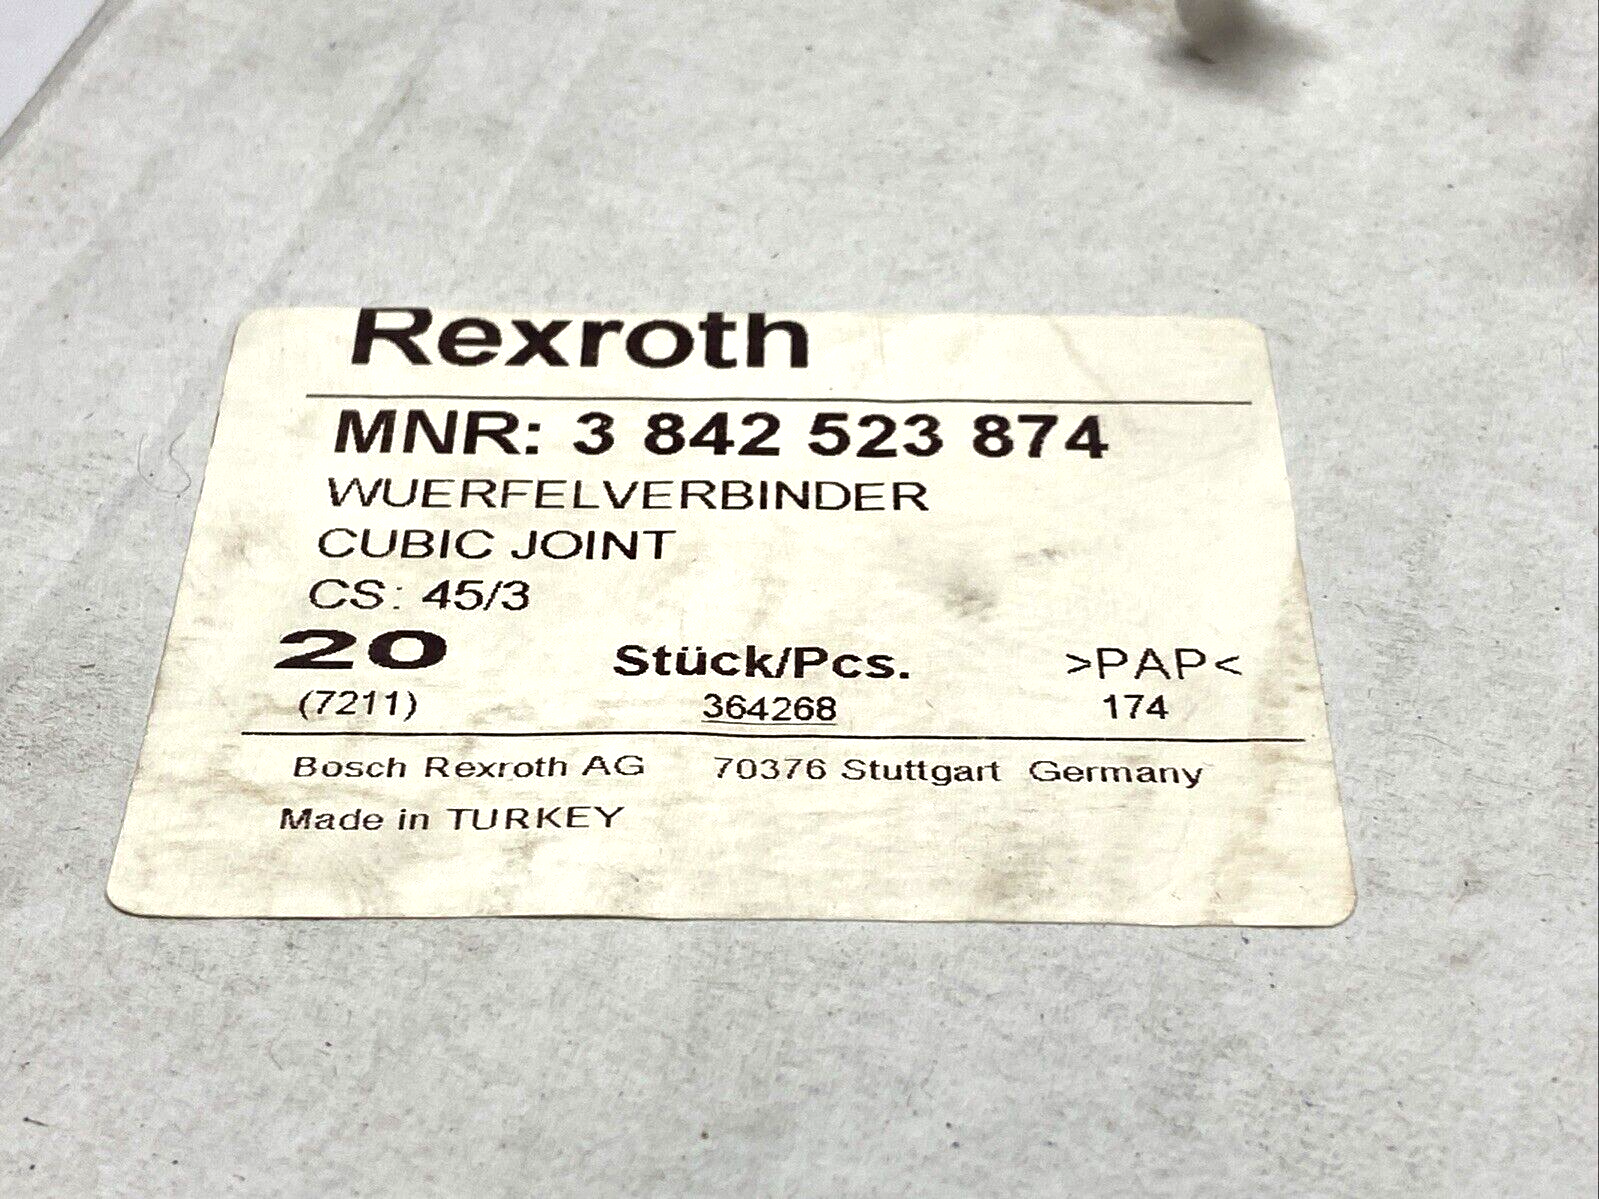 Rexroth
MNR: 3 842 523 874
WUERFELVERBINDER
CUBIC JOINT
CS: 45/3
20 Stück/Pcs. >PAP<
(7211) 364268 174
Bosch Rexroth AG 70376 Stuttgart Germany
Made in TURKEY